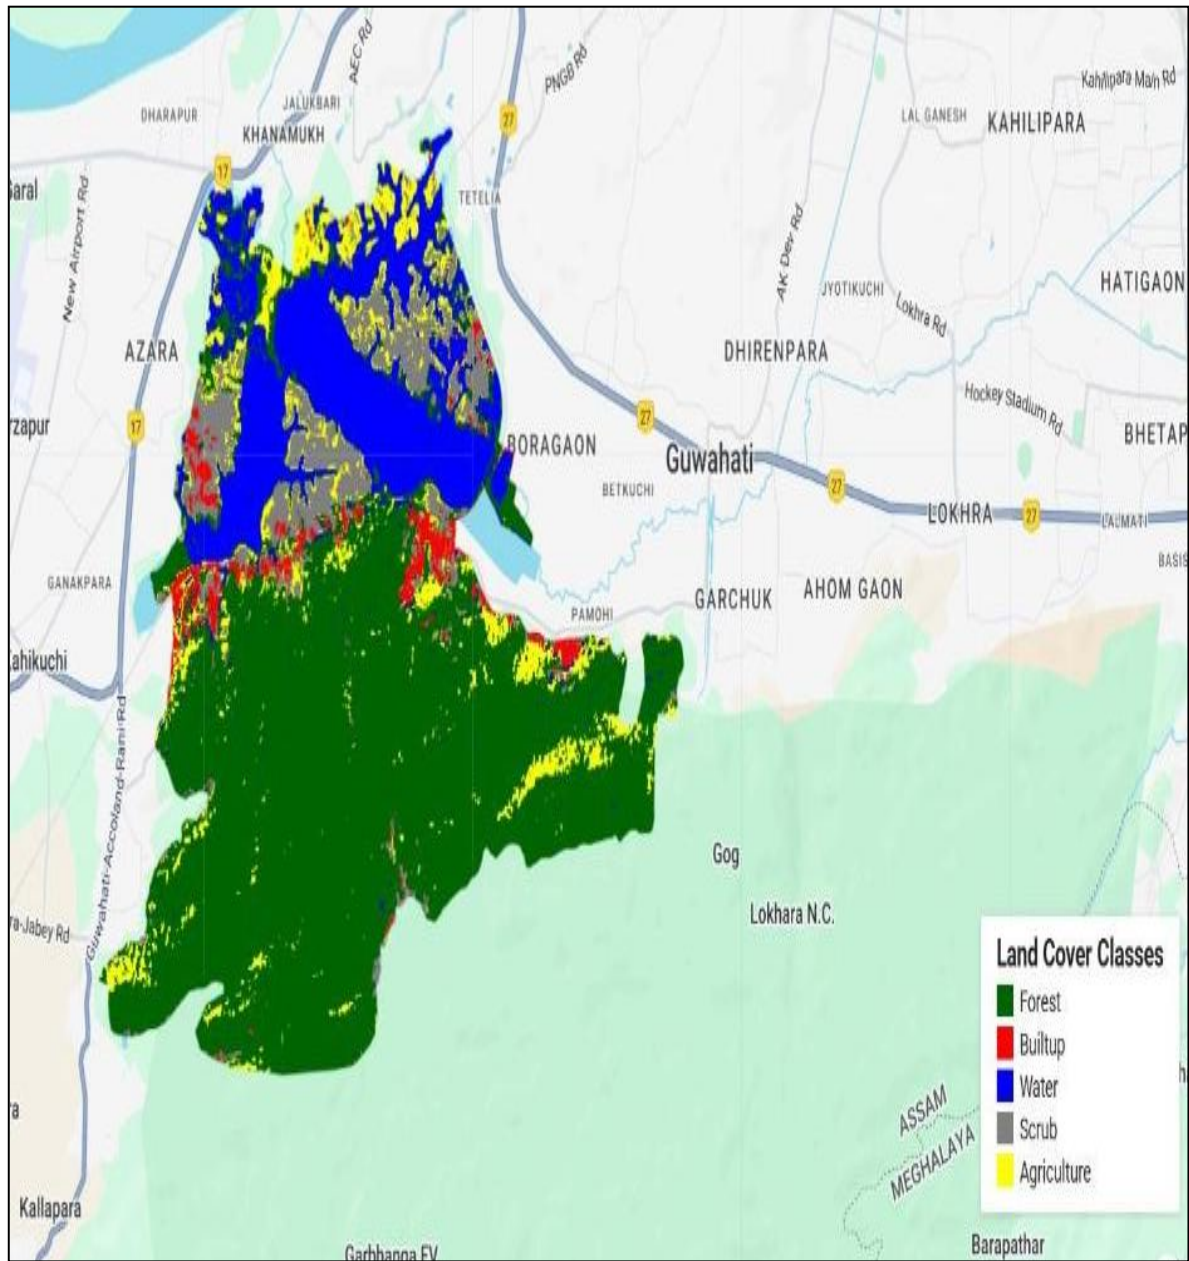 AEC Rd
PNGB Rd
Kahilipara Main Rd
JALUKBARI
DHARAPUR
KHANAMUKH
27
LAL GANESH
KAHILIPARA
17
TETELIA
New Airport Rd
AK Dev Rd
JYOTIKUCHI
HATIGAON
Lokhra Rd
AZARA
DHIRENPARA
Hockey Stadium Rd
17
27
BORAGAON
BHETAP
Guwahati
BETKUCHI
27
LOKHRA
27
LALMATI
BASIS
GANAKPARA
PAMOHI
GARCHUK
AHOM GAON
Guwahati-Accoland-Rani Rd
Gog
Lokhara N.C.
ra-Jabey Rd
Land Cover Classes
Forest
Builtup
Water
Scrub
Agriculture
ASSAM
MEGHALAYA
Kallapara
Barapathar